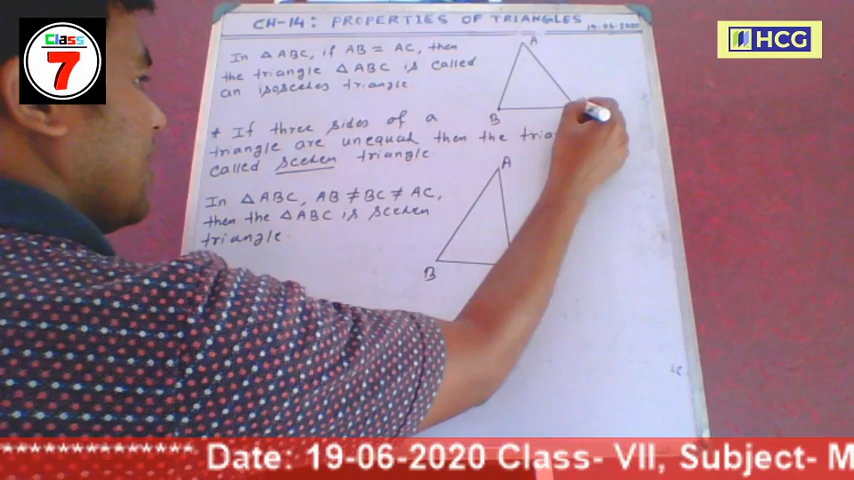 Class
7
HCG
CH-14: PROPERTIES OF TRIANGLES
19-06-2020
In △ABC, if AB = AC, then
the triangle △ABC is called
an isosceles triangle
A
B
* If three sides of a
triangle are unequal then the tria
called sceelen triangle.
In △ABC, AB ≠ BC ≠ AC,
then the △ABC is sceelen
triangle.
A
B
Date: 19-06-2020 Class- VII, Subject- M